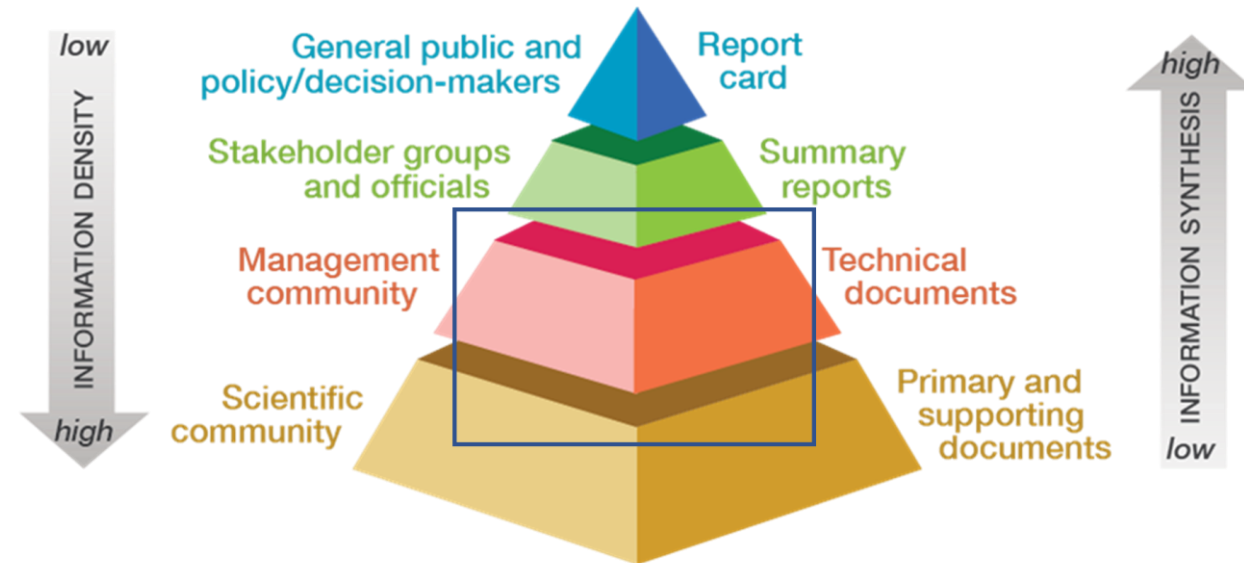 low
INFORMATION DENSITY
high
General public and
policy/decision-makers
Report
card
Stakeholder groups
and officials
Summary
reports
Management
community
Technical
documents
Scientific
community
Primary and
supporting
documents
high
INFORMATION SYNTHESIS
low